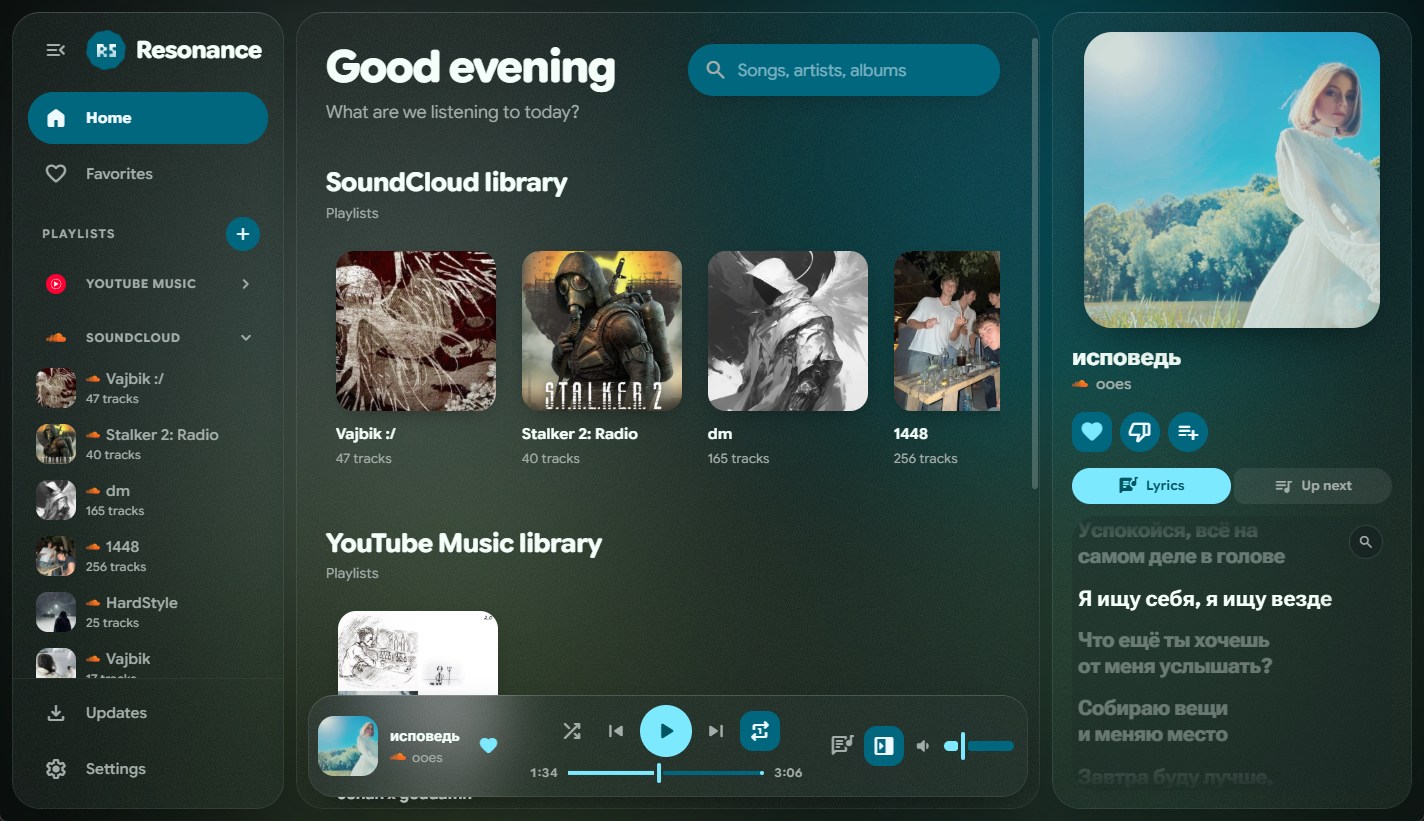 RS Resonance
Home
Favorites
PLAYLISTS
YOUTUBE MUSIC
SOUNDCLOUD
Vajbik :/
47 tracks
Stalker 2: Radio
40 tracks
dm
165 tracks
1448
256 tracks
HardStyle
25 tracks
Vajbik
17 tracks
Updates
Settings
Good evening
What are we listening to today?
Songs, artists, albums
SoundCloud library
Playlists
S.T.A.L.K.E.R. 2
Vajbik :/
47 tracks
Stalker 2: Radio
40 tracks
dm
165 tracks
1448
256 tracks
YouTube Music library
Playlists
исповедь
ooes
1:34
3:06
исповедь
ooes
Lyrics
Up next
Успокойся, всё на
самом деле в голове
Я ищу себя, я ищу везде
Что ещё ты хочешь
от меня услышать?
Собираю вещи
и меняю место
Завтра буду лучше,